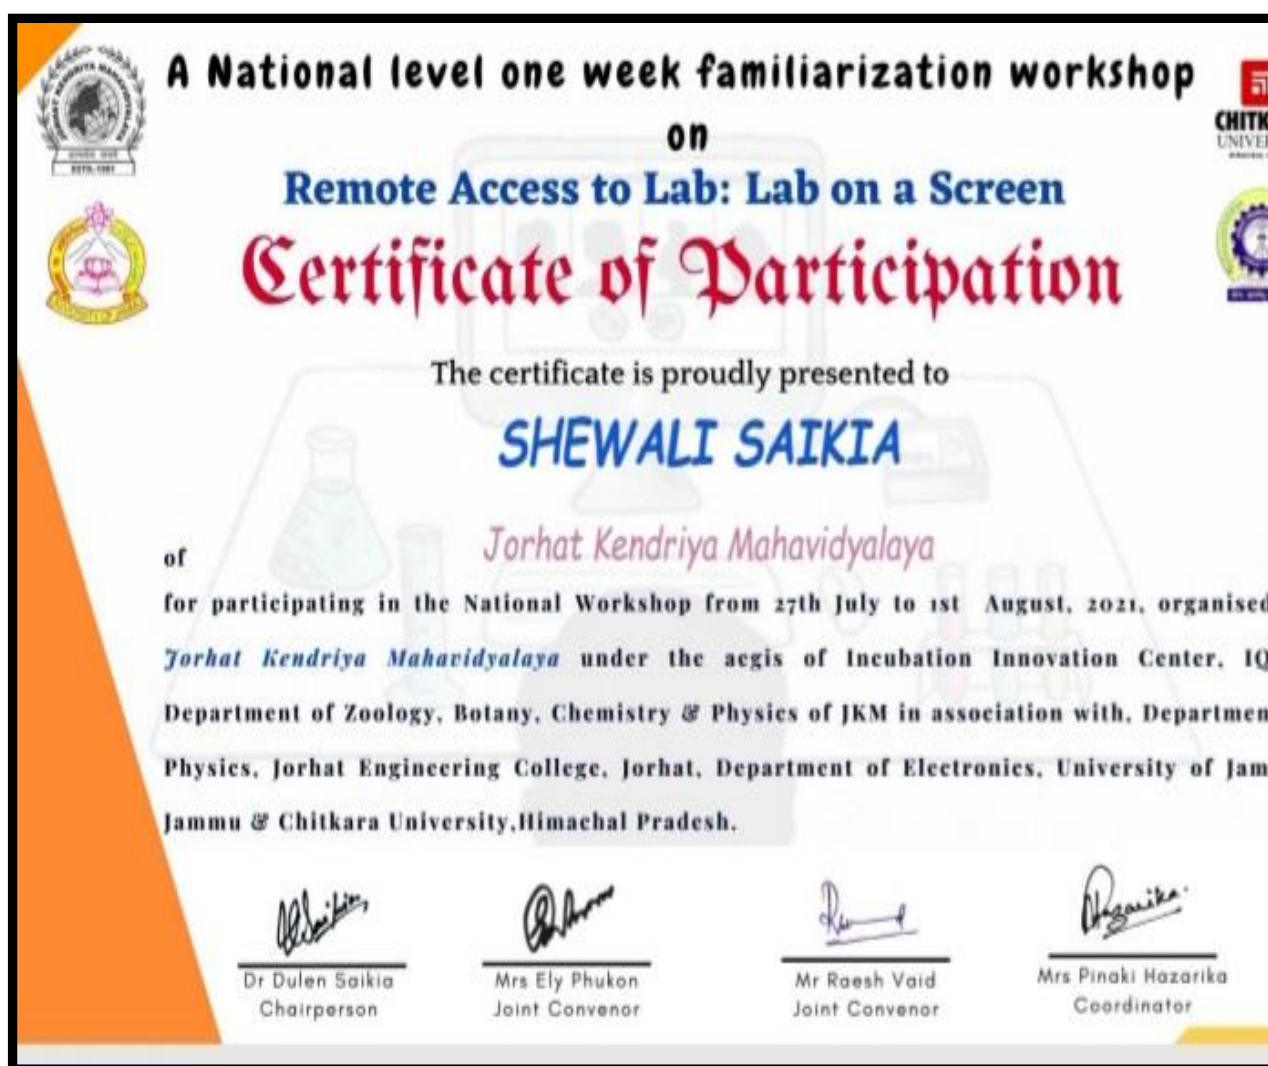 A National level one week familiarization workshop
on
Remote Access to Lab: Lab on a Screen
Certificate of Participation
The certificate is proudly presented to
SHEWALI SAIKIA
of
Jorhat Kendriya Mahavidyalaya
for participating in the National Workshop from 27th July to 1st August, 2021, organised
Jorhat Kendriya Mahavidyalaya under the aegis of Incubation Innovation Center, IQ
Department of Zoology, Botany, Chemistry & Physics of JKM in association with, Departmen
Physics, Jorhat Engineering College, Jorhat, Department of Electronics, University of Jam
Jammu & Chitkara University,Himachal Pradesh.
Dr Dulen Saikia
Chairperson
Mrs Ely Phukon
Joint Convenor
Mr Raesh Vaid
Joint Convenor
Mrs Pinaki Hazarika
Coordinator
CHITK
UNIVER